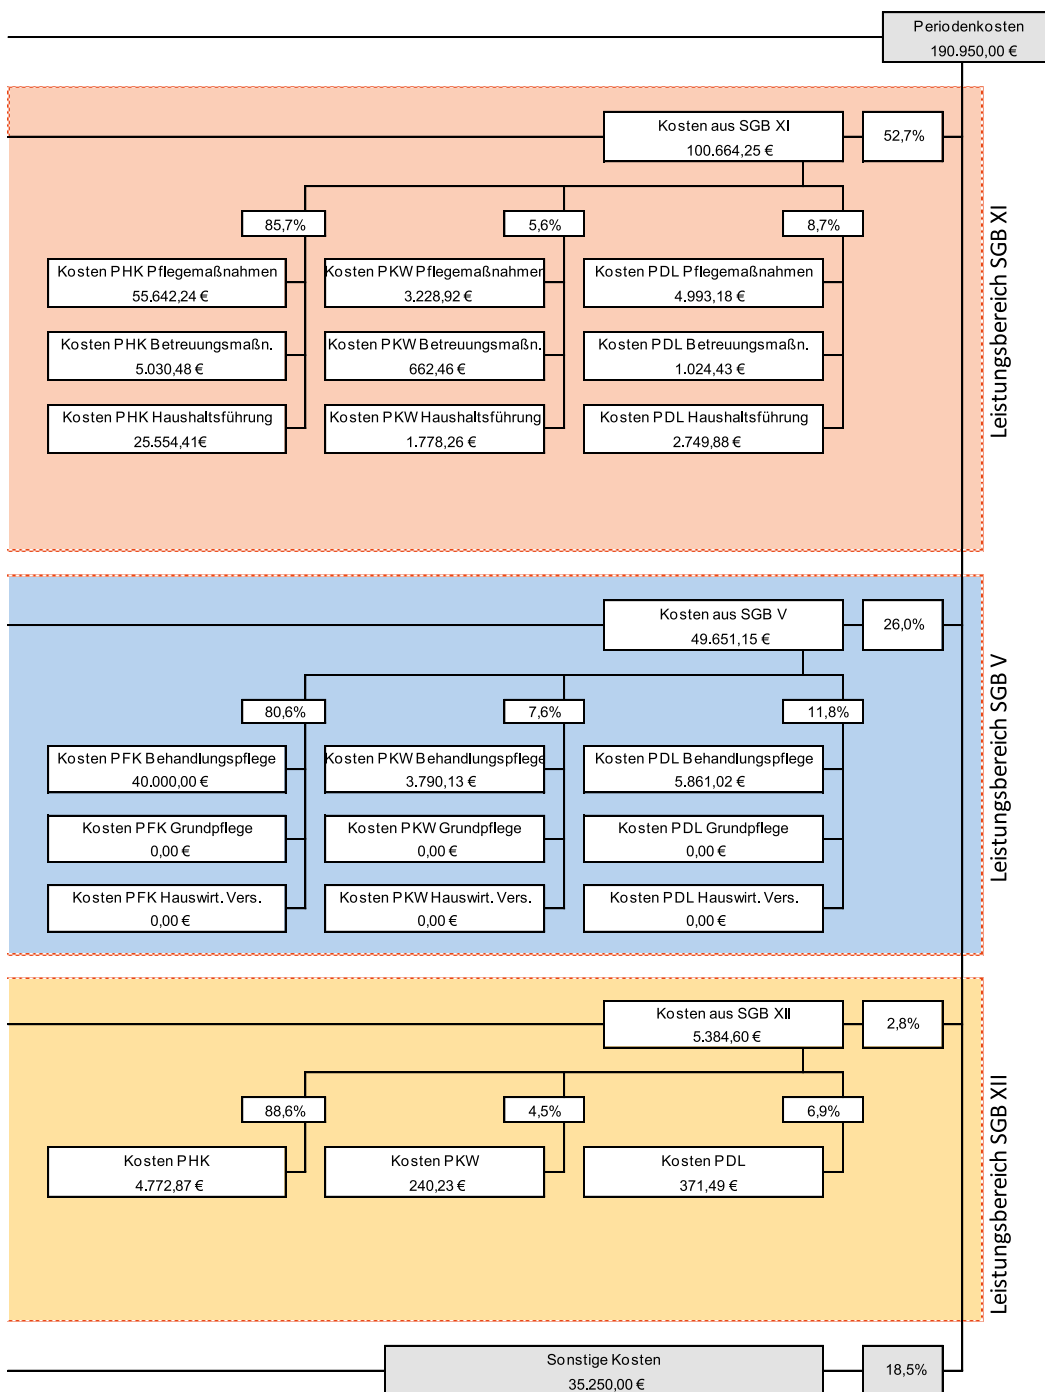 Periodenkosten
190.950,00 €
Kosten aus SGB XI
100.664,25 €
52,7%
85,7%
5,6%
8,7%
Kosten PHK Pflegemaßnahmen
55.642,24 €
Kosten PKW Pflegemaßnahmen
3.228,92 €
Kosten PDL Pflegemaßnahmen
4.993,18 €
Kosten PHK Betreuungsmaßn.
5.030,48 €
Kosten PKW Betreuungsmaßn.
662,46 €
Kosten PDL Betreuungsmaßn.
1.024,43 €
Kosten PHK Haushaltsführung
25.554,41€
Kosten PKW Haushaltsführung
1.778,26 €
Kosten PDL Haushaltsführung
2.749,88 €
Leistungsbereich SGB XI
Kosten aus SGB V
49.651,15 €
26,0%
80,6%
7,6%
11,8%
Kosten PFK Behandlungspflege
40.000,00 €
Kosten PKW Behandlungspflege
3.790,13 €
Kosten PDL Behandlungspflege
5.861,02 €
Kosten PFK Grundpflege
0,00 €
Kosten PKW Grundpflege
0,00 €
Kosten PDL Grundpflege
0,00 €
Kosten PFK Hauswirt. Vers.
0,00 €
Kosten PKW Hauswirt. Vers.
0,00 €
Kosten PDL Hauswirt. Vers.
0,00 €
Leistungsbereich SGB V
Kosten aus SGB XII
5.384,60 €
2,8%
88,6%
4,5%
6,9%
Kosten PHK
4.772,87 €
Kosten PKW
240,23 €
Kosten PDL
371,49 €
Leistungsbereich SGB XII
Sonstige Kosten
35.250,00 €
18,5%